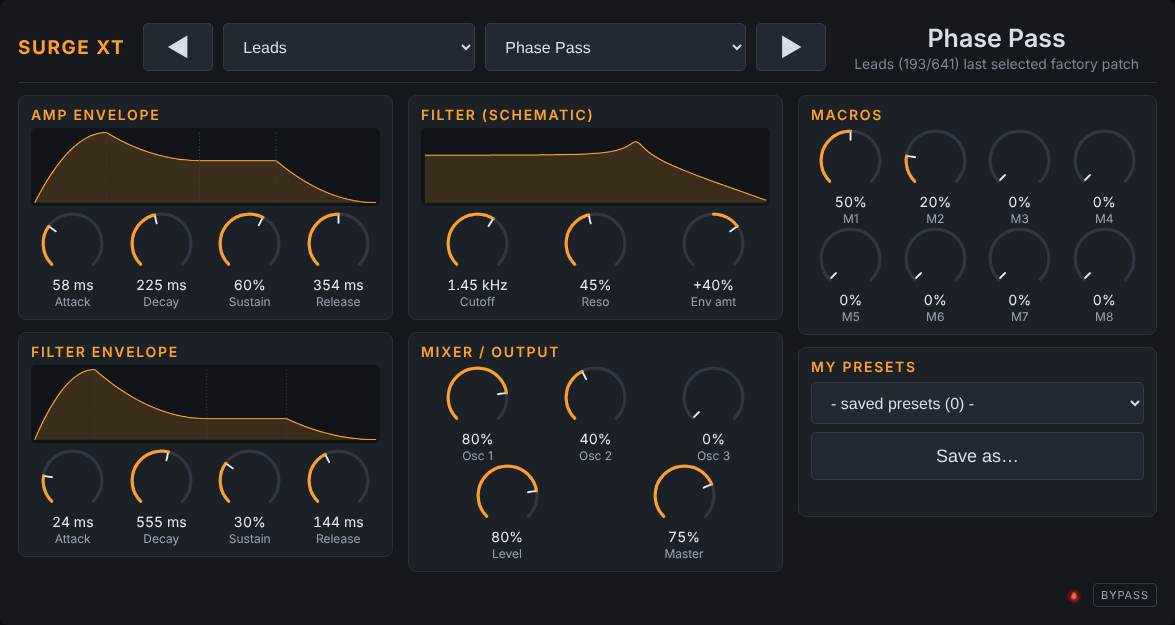 SURGE XT
Leads
Phase Pass
Phase Pass
Leads (193/641) last selected factory patch
AMP ENVELOPE
58 ms 225 ms 60% 354 ms
Attack Decay Sustain Release
FILTER (SCHEMATIC)
1.45 kHz 45% +40%
Cutoff Reso Env amt
MACROS
50% 20% 0% 0%
M1 M2 M3 M4
0% 0% 0% 0%
M5 M6 M7 M8
FILTER ENVELOPE
24 ms 555 ms 30% 144 ms
Attack Decay Sustain Release
MIXER / OUTPUT
80% 40% 0%
Osc 1 Osc 2 Osc 3
80% 75%
Level Master
MY PRESETS
- saved presets (0) -
Save as…
BYPASS